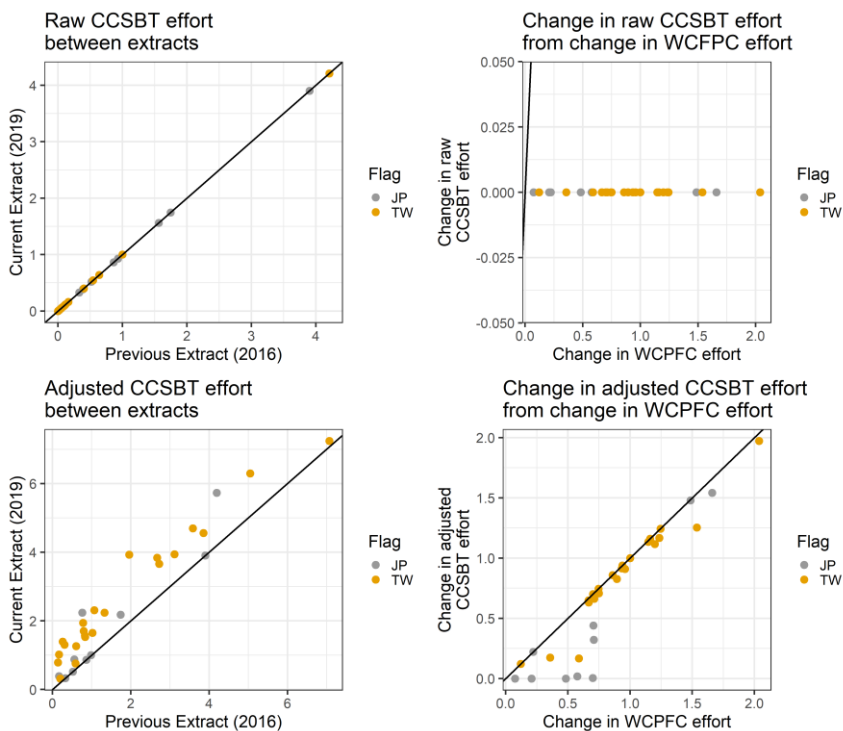 Raw CCSBT effort
between extracts
Current Extract (2019)
4
3
2
1
0
0
1
2
3
4
Previous Extract (2016)
Flag
JP
TW
Change in raw CCSBT effort
from change in WCFPC effort
Change in raw
CCSBT effort
0.050
0.025
0.000
-0.025
-0.050
0.0
0.5
1.0
1.5
2.0
Change in WCPFC effort
Flag
JP
TW
Adjusted CCSBT effort
between extracts
Current Extract (2019)
6
4
2
0
0
2
4
6
Previous Extract (2016)
Flag
JP
TW
Change in adjusted CCSBT effort
from change in WCPFC effort
Change in adjusted
CCSBT effort
2.0
1.5
1.0
0.5
0.0
0.0
0.5
1.0
1.5
2.0
Change in WCPFC effort
Flag
JP
TW